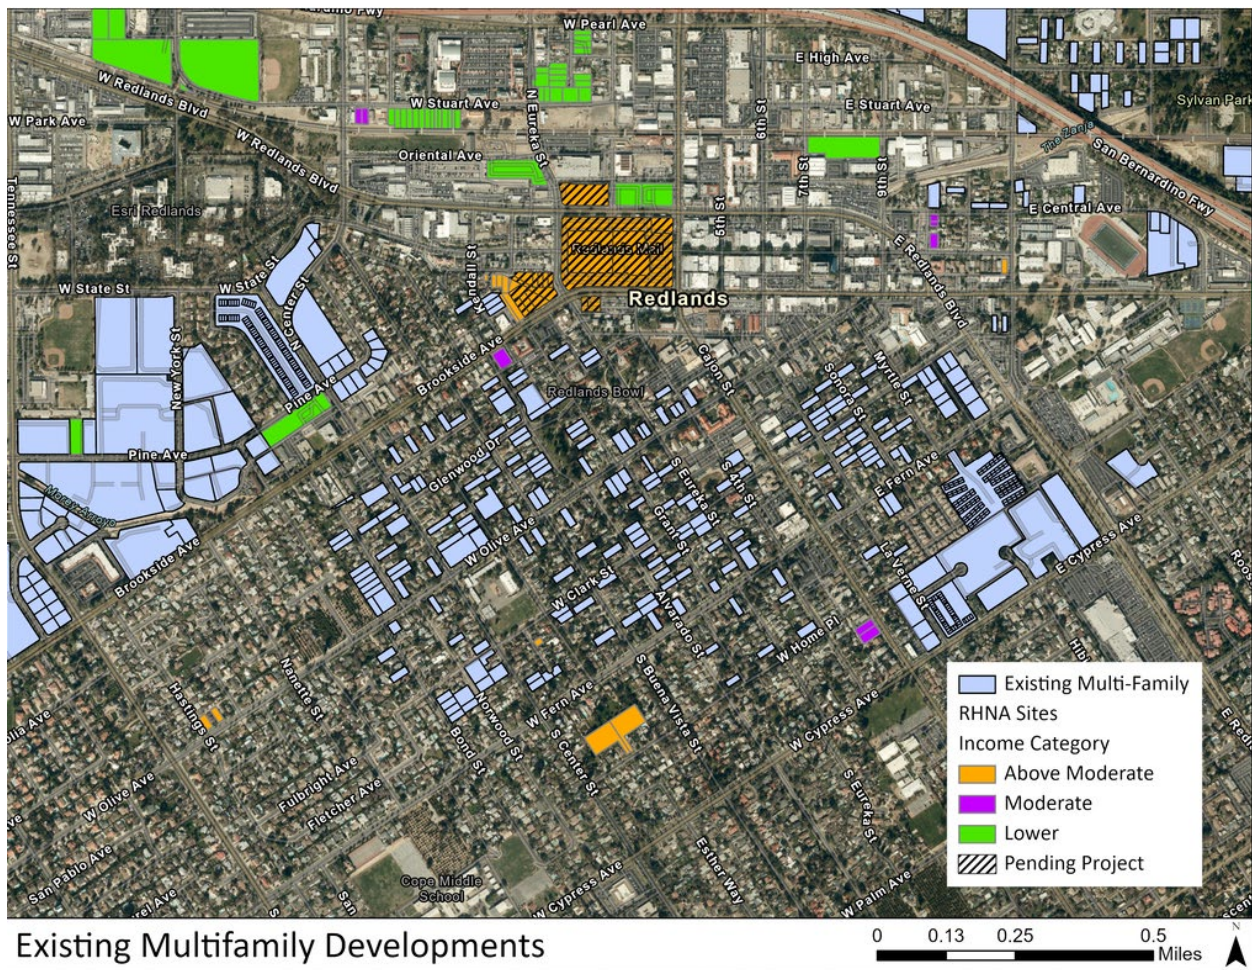 W Pearl Ave
E High Ave
W Redlands Blvd
W Stuart Ave
E Stuart Ave
Sylvan Park
W Park Ave
N Eureka St
6th St
The Zanja
W Redlands Blvd
Oriental Ave
San Bernardino Fwy
7th St
9th St
Tennessee St
Esri Redlands
5th St
E Central Ave
Redlands Mall
Kendall St
E Redlands Blvd
W State St
W State St
Redlands
N Center St
New York St
Brookside Ave
Cajon St
Myrtle St
Sonora St
Pine Ave
Redlands Bowl
Pine Ave
Glenwood Dr
S Eureka St
S 4th St
E Fern Ave
Morey Arroyo
Grant St
W Olive Ave
Brookside Ave
E Cypress Ave
La Verne St
W Clark St
Alvarado St
W Home Pl
Nanette St
Hastings St
S Buena Vista St
Norwood St
W Fern Ave
Bond St
S Center St
W Cypress Ave
Fulbright Ave
Fletcher Ave
W Olive Ave
S Eureka St
San Pablo Ave
Esther Way
Cope Middle
School
W Cypress Ave
W Palm Ave
Existing Multi-Family
RHNA Sites
Income Category
Above Moderate
Moderate
Lower
Pending Project
Existing Multifamily Developments
0 0.13 0.25 0.5
Miles
N